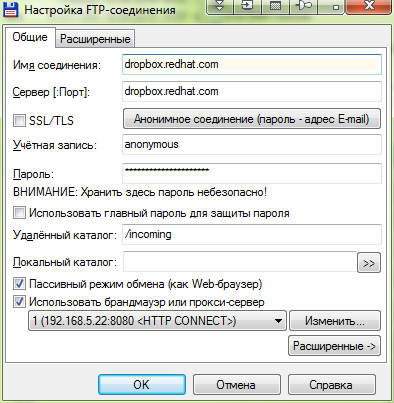 Настройка FTP-соединения
Общие Расширенные
Имя соединения: dropbox.redhat.com
Сервер [:Порт]: dropbox.redhat.com
SSL/TLS Анонимное соединение (пароль - адрес E-mail)
Учётная запись: anonymous
Пароль: ********************
ВНИМАНИЕ: Хранить здесь пароль небезопасно!
Использовать главный пароль для защиты пароля
Удалённый каталог: /incoming
Локальный каталог: >>
Пассивный режим обмена (как Web-браузер)
Использовать брандмауэр или прокси-сервер
1 (192.168.5.22:8080 <HTTP CONNECT>) Изменить...
Расширенные ->
OK Отмена Справка